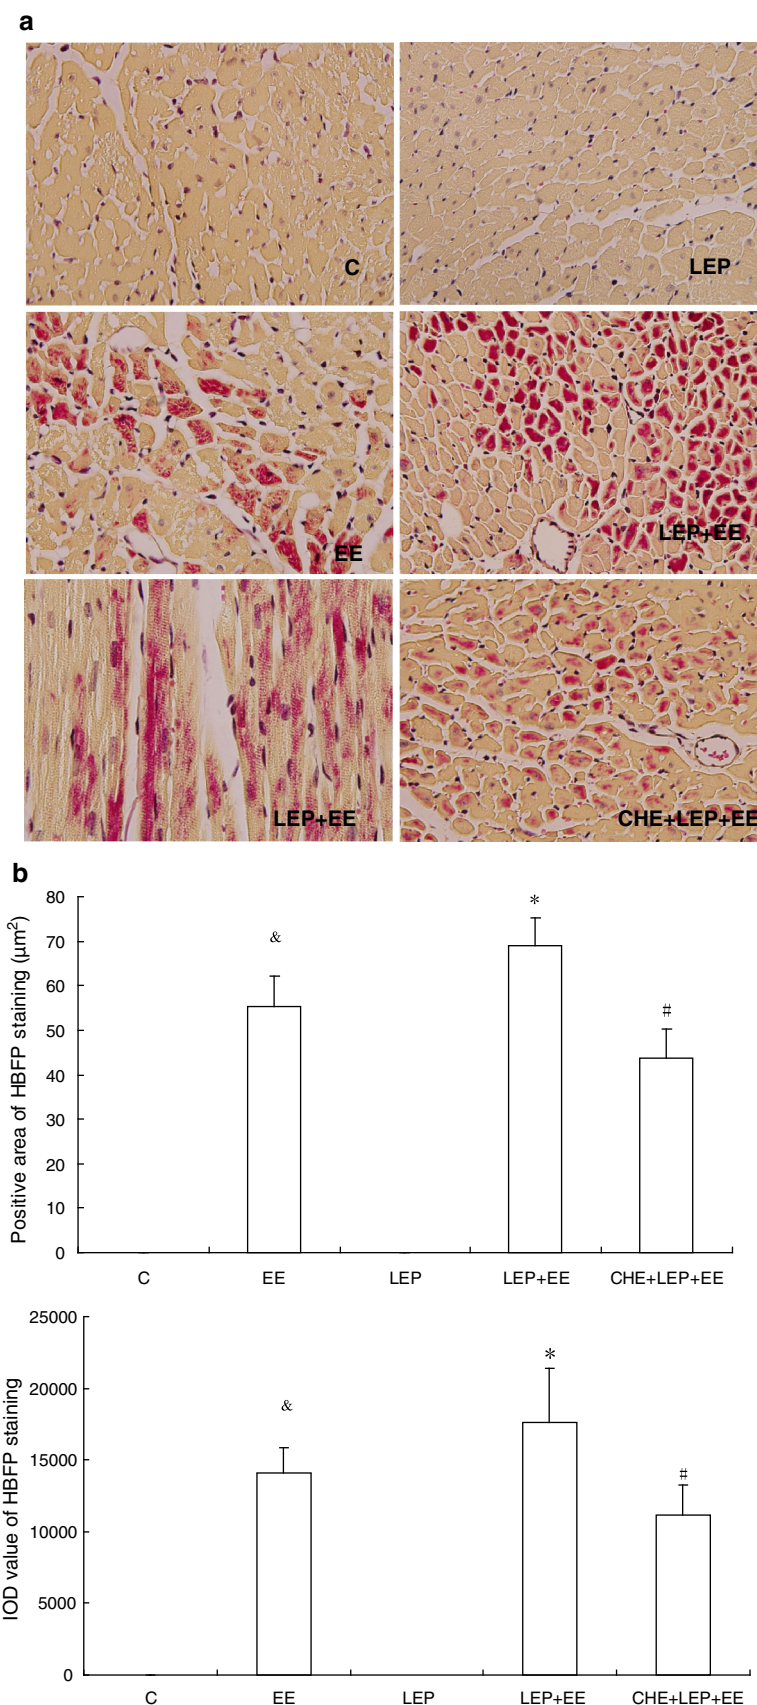 a
C
LEP
EE
LEP+EE
LEP+EE
CHE+LEP+EE
b
Positive area of HBFP staining (µm²)
80
70
60
50
40
30
20
10
0
&
*
#
C EE LEP LEP+EE CHE+LEP+EE
IOD value of HBFP staining
25000
20000
15000
10000
5000
0
&
*
#
C EE LEP LEP+EE CHE+LEP+EE